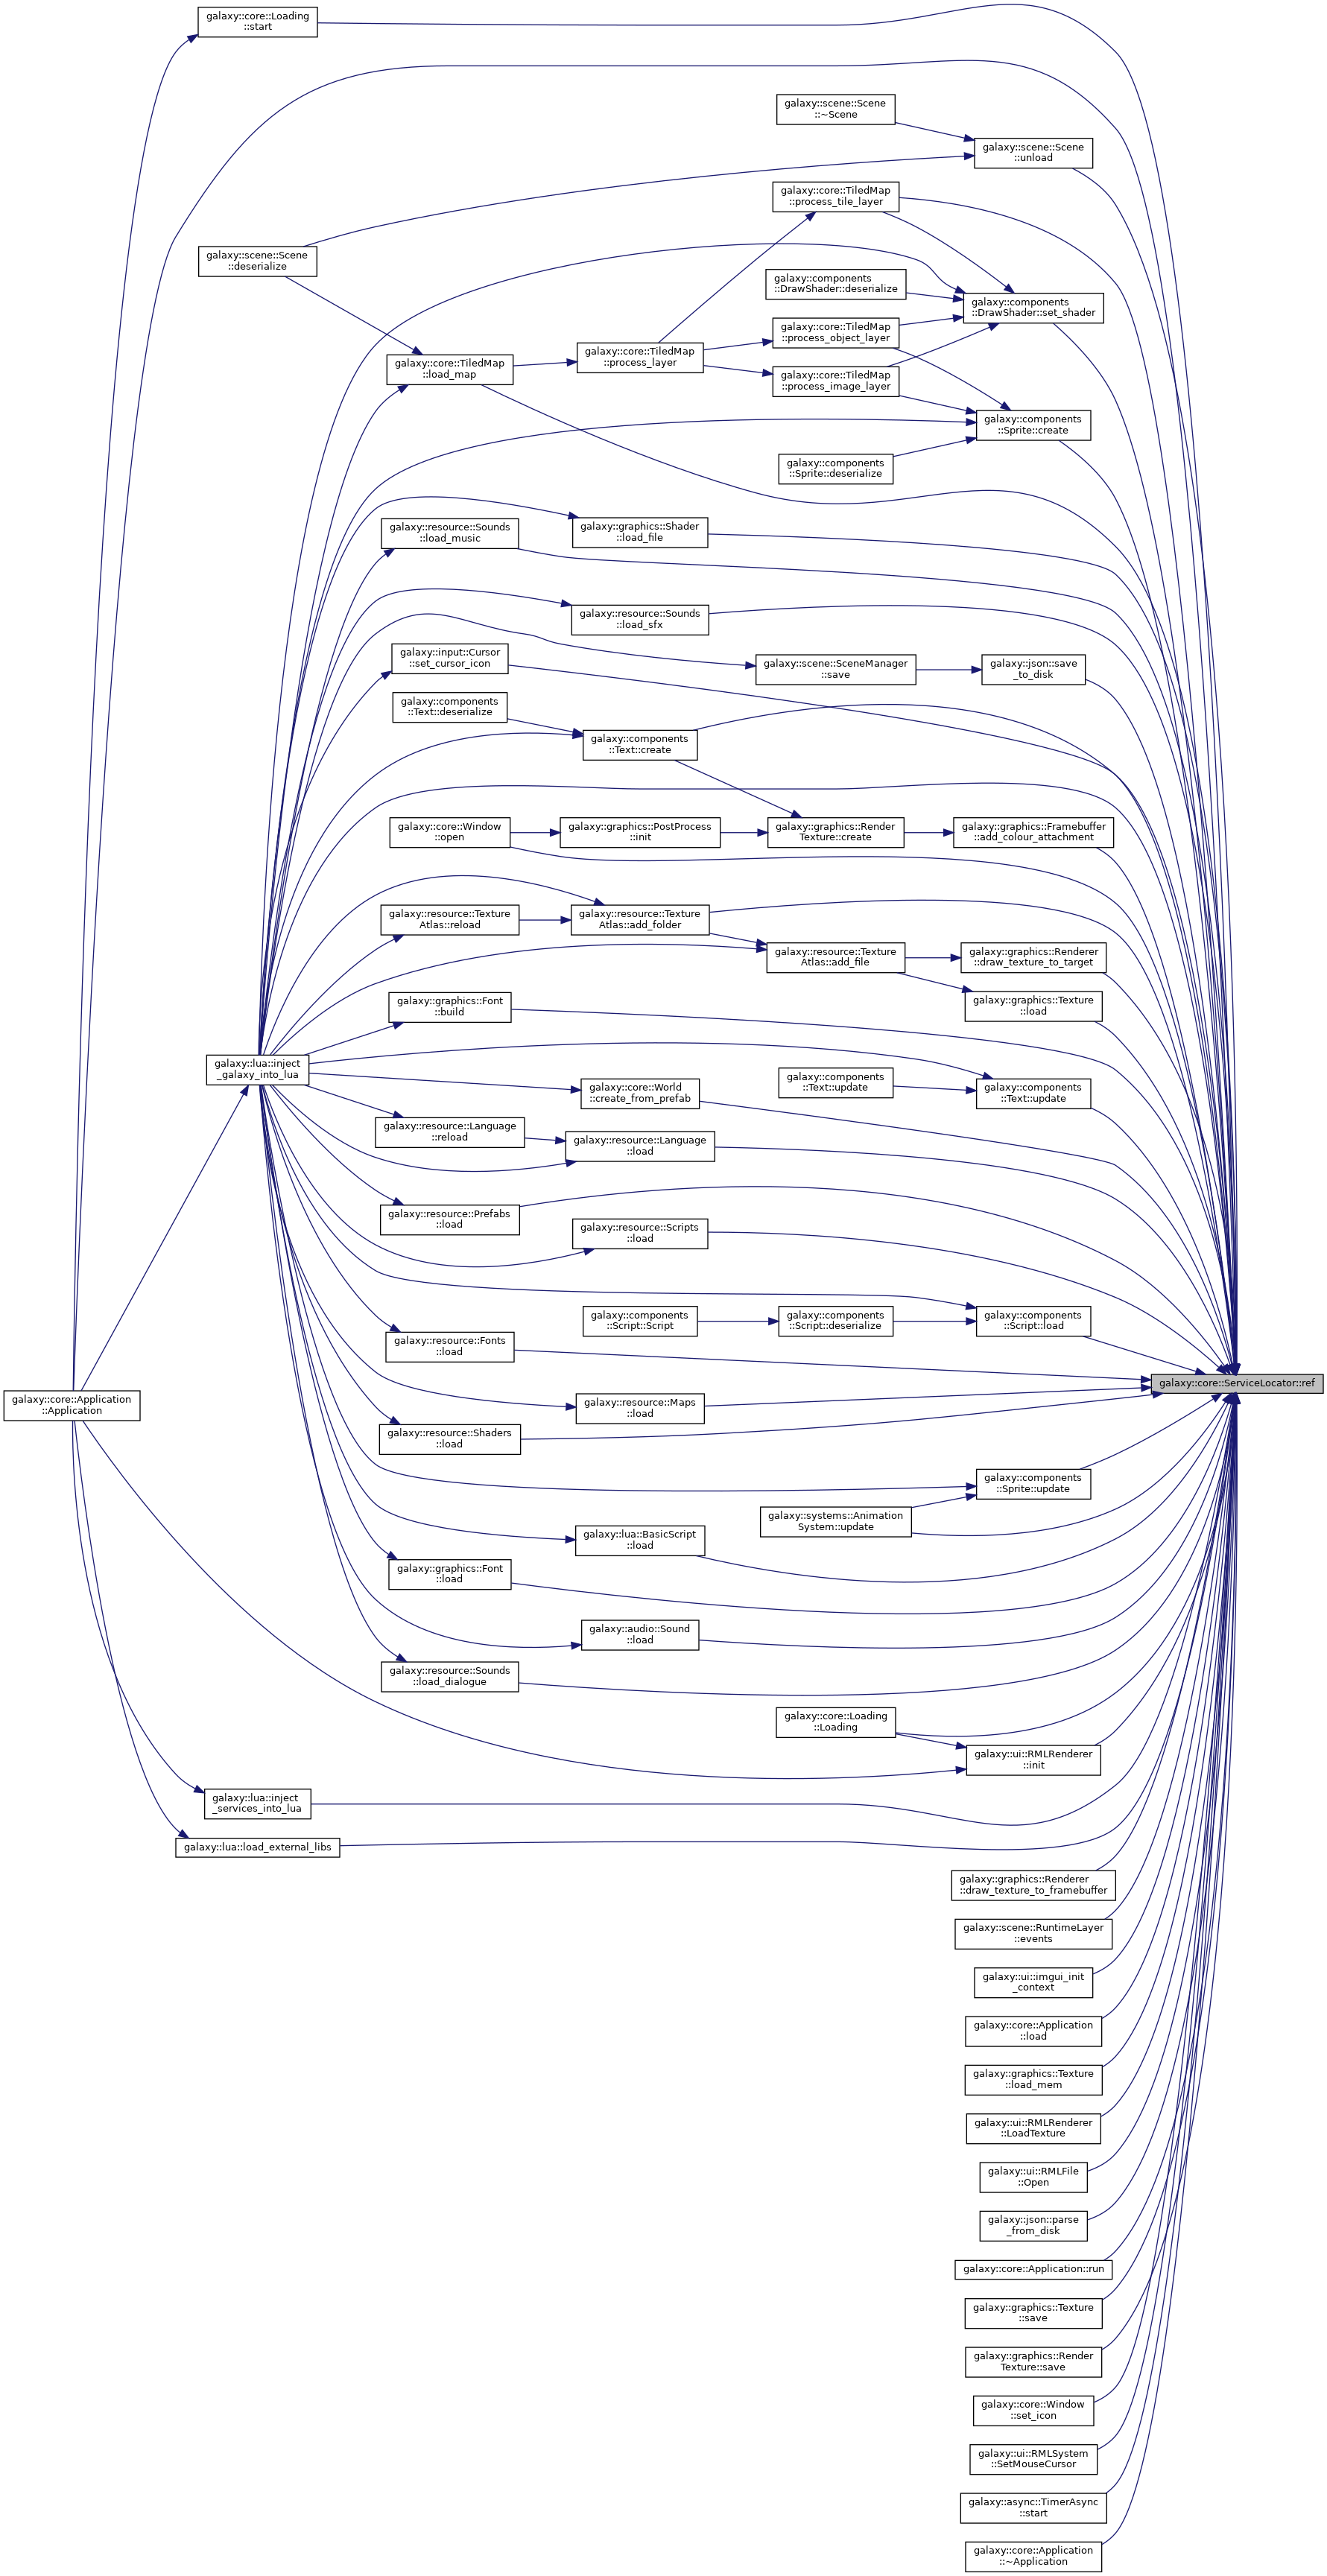 galaxy::core::Loading
::start
galaxy::scene::Scene
::~Scene
galaxy::scene::Scene
::unload
galaxy::core::TiledMap
::process_tile_layer
galaxy::scene::Scene
::deserialize
galaxy::components
::DrawShader::deserialize
galaxy::components
::DrawShader::set_shader
galaxy::core::TiledMap
::process_object_layer
galaxy::core::TiledMap
::process_layer
galaxy::core::TiledMap
::load_map
galaxy::core::TiledMap
::process_image_layer
galaxy::components
::Sprite::create
galaxy::components
::Sprite::deserialize
galaxy::resource::Sounds
::load_music
galaxy::graphics::Shader
::load_file
galaxy::resource::Sounds
::load_sfx
galaxy::input::Cursor
::set_cursor_icon
galaxy::scene::SceneManager
::save
galaxy::json::save
_to_disk
galaxy::components
::Text::deserialize
galaxy::components
::Text::create
galaxy::core::Window
::open
galaxy::graphics::PostProcess
::init
galaxy::graphics::Render
Texture::create
galaxy::graphics::Framebuffer
::add_colour_attachment
galaxy::resource::Texture
Atlas::reload
galaxy::resource::Texture
Atlas::add_folder
galaxy::resource::Texture
Atlas::add_file
galaxy::graphics::Renderer
::draw_texture_to_target
galaxy::graphics::Font
::build
galaxy::graphics::Texture
::load
galaxy::lua::inject
_galaxy_into_lua
galaxy::core::World
::create_from_prefab
galaxy::components
::Text::update
galaxy::components
::Text::update
galaxy::resource::Language
::reload
galaxy::resource::Language
::load
galaxy::resource::Prefabs
::load
galaxy::resource::Scripts
::load
galaxy::components
::Script::Script
galaxy::components
::Script::deserialize
galaxy::components
::Script::load
galaxy::resource::Fonts
::load
galaxy::core::ServiceLocator::ref
galaxy::core::Application
::Application
galaxy::resource::Maps
::load
galaxy::resource::Shaders
::load
galaxy::components
::Sprite::update
galaxy::systems::Animation
System::update
galaxy::lua::BasicScript
::load
galaxy::graphics::Font
::load
galaxy::audio::Sound
::load
galaxy::resource::Sounds
::load_dialogue
galaxy::core::Loading
::Loading
galaxy::ui::RMLRenderer
::init
galaxy::lua::inject
_services_into_lua
galaxy::lua::load_external_libs
galaxy::graphics::Renderer
::draw_texture_to_framebuffer
galaxy::scene::RuntimeLayer
::events
galaxy::ui::imgui_init
_context
galaxy::core::Application
::load
galaxy::graphics::Texture
::load_mem
galaxy::ui::RMLRenderer
::LoadTexture
galaxy::ui::RMLFile
::Open
galaxy::json::parse
_from_disk
galaxy::core::Application::run
galaxy::graphics::Texture
::save
galaxy::graphics::Render
Texture::save
galaxy::core::Window
::set_icon
galaxy::ui::RMLSystem
::SetMouseCursor
galaxy::async::TimerAsync
::start
galaxy::core::Application
::~Application